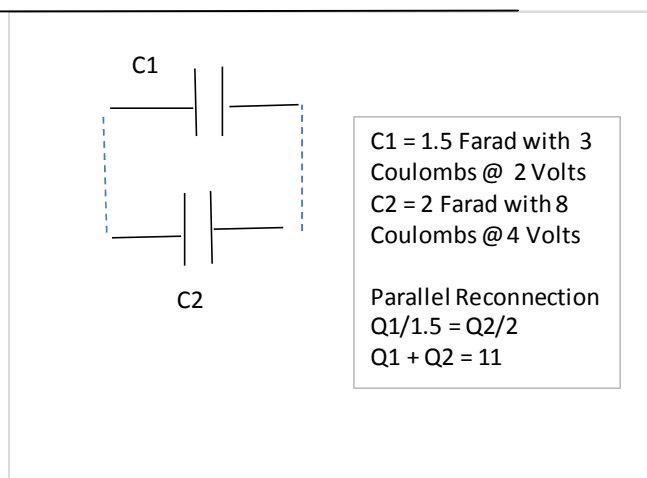 C1
C2
C1 = 1.5 Farad with 3
Coulombs @ 2 Volts
C2 = 2 Farad with 8
Coulombs @ 4 Volts
Parallel Reconnection
Q1/1.5 = Q2/2
Q1 + Q2 = 11